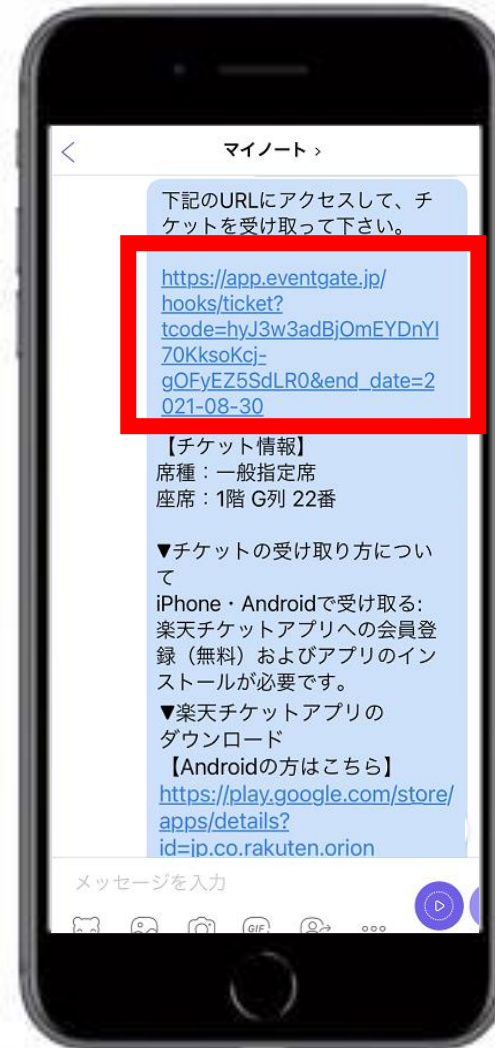 マイノート >
下記のURLにアクセスして、チ
ケットを受け取って下さい。
https://app.eventgate.jp/
hooks/ticket?
tcode=hyJ3w3adBjOmEYDnYI
70KksoKcj-
gOFyEZ5SdLR0&end_date=2
021-08-30
【チケット情報】
席種：一般指定席
座席：1階 G列 22番
▼チケットの受け取り方につい
て
iPhone・Androidで受け取る:
楽天チケットアプリへの会員登
録（無料）およびアプリのイン
ストールが必要です。
▼楽天チケットアプリの
ダウンロード
【Androidの方はこちら】
https://play.google.com/store/
apps/details?
id=jp.co.rakuten.orion
メッセージを入力
GIF